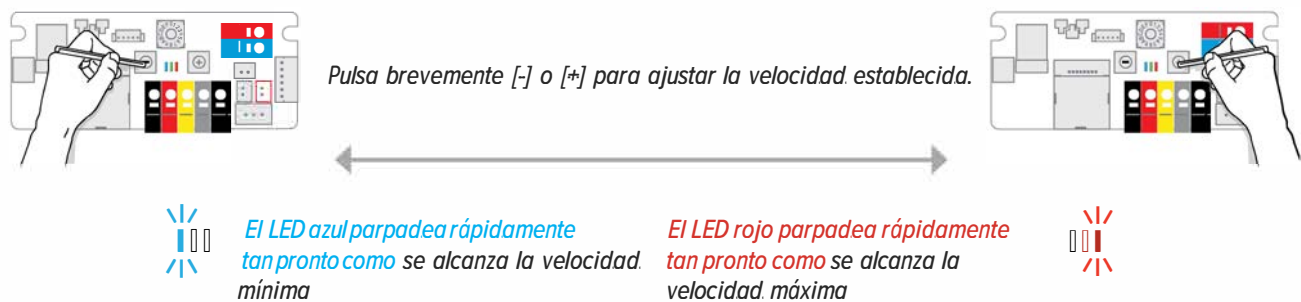 Pulsa brevemente [-] o [+] para ajustar la velocidad establecida.
El LED azul parpadea rápidamente
tan pronto como se alcanza la velocidad
mínima
El LED rojo parpadea rápidamente
tan pronto como se alcanza la
velocidad máxima